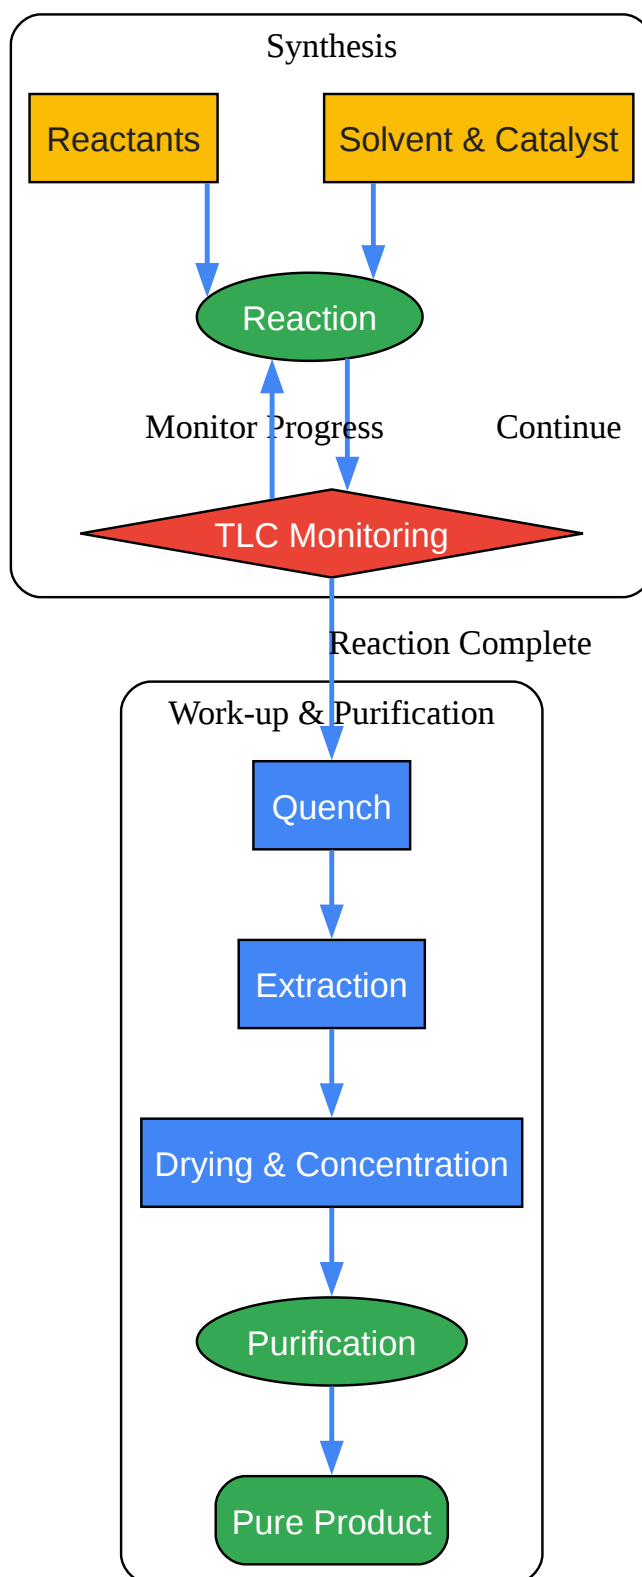 Synthesis
Reactants
Solvent & Catalyst
Reaction
Monitor Progress
Continue
TLC Monitoring
Reaction Complete
Work-up & Purification
Quench
Extraction
Drying & Concentration
Purification
Pure Product